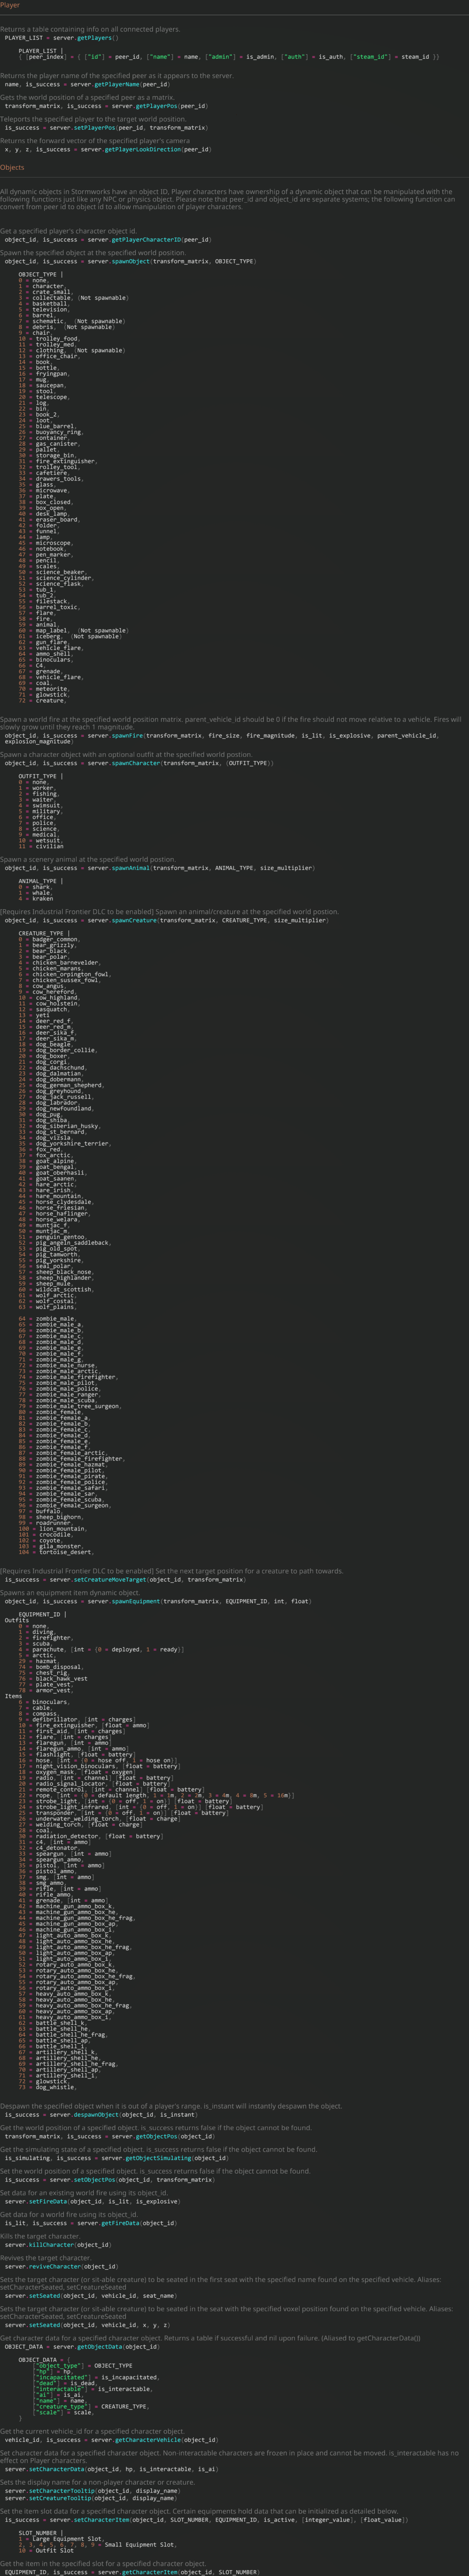 Player
Returns a table containing info on all connected players.
PLAYER_LIST = server.getPlayers()
PLAYER_LIST |
{ [peer_index] = { ["id"] = peer_id, ["name"] = name, ["admin"] = is_admin, ["auth"] = is_auth, ["steam_id"] = steam_id }}
Returns the player name of the specified peer as it appears to the server.
name, is_success = server.getPlayerName(peer_id)
Gets the world position of a specified peer as a matrix.
transform_matrix, is_success = server.getPlayerPos(peer_id)
Teleports the specified player to the target world position.
is_success = server.setPlayerPos(peer_id, transform_matrix)
Returns the forward vector of the specified player's camera
x, y, z, is_success = server.getPlayerLookDirection(peer_id)
Objects
All dynamic objects in Stormworks have an object ID, Player characters have ownership of a dynamic object that can be manipulated with the
following functions just like any NPC or physics object. Please note that peer_id and object_id are separate systems; the following function can
convert from peer id to object id to allow manipulation of player characters.
Get a specified player's character object id.
object_id, is_success = server.getPlayerCharacterID(peer_id)
Spawn the specified object at the specified world position.
object_id, is_success = server.spawnObject(transform_matrix, OBJECT_TYPE)
OBJECT_TYPE |
0 = none,
1 = character,
2 = crate_small,
3 = collectable, (Not spawnable)
4 = basketball,
5 = television,
6 = barrel,
7 = schematic, (Not spawnable)
8 = debris, (Not spawnable)
9 = chair,
10 = trolley_food,
11 = trolley_med,
12 = clothing, (Not spawnable)
13 = office_chair,
14 = book,
15 = bottle,
16 = fryingpan,
17 = mug,
18 = saucepan,
19 = stool,
20 = telescope,
21 = log,
22 = bin,
23 = book_2,
24 = loot,
25 = blue_barrel,
26 = buoyancy_ring,
27 = container,
28 = gas_canister,
29 = pallet,
30 = storage_bin,
31 = fire_extinguisher,
32 = trolley_tool,
33 = cafetiere,
34 = drawers_tools,
35 = glass,
36 = microwave,
37 = plate,
38 = box_closed,
39 = box_open,
40 = desk_lamp,
41 = eraser_board,
42 = folder,
43 = funnel,
44 = lamp,
45 = microscope,
46 = notebook,
47 = pen_marker,
48 = pencil,
49 = scales,
50 = science_beaker,
51 = science_cylinder,
52 = science_flask,
53 = tub_1,
54 = tub_2,
55 = filestack,
56 = barrel_toxic,
57 = flare,
58 = fire,
59 = animal,
60 = map_label, (Not spawnable)
61 = iceberg, (Not spawnable)
62 = gun_flare,
63 = vehicle_flare,
64 = ammo_shell,
65 = binoculars,
66 = C4,
67 = grenade,
68 = vehicle_flare,
69 = coal,
70 = meteorite,
71 = glowstick,
72 = creature,
Spawn a world fire at the specified world position matrix. parent_vehicle_id should be 0 if the fire should not move relative to a vehicle. Fires will
slowly grow until they reach 1 magnitude.
object_id, is_success = server.spawnFire(transform_matrix, fire_size, fire_magnitude, is_lit, is_explosive, parent_vehicle_id,
explosion_magnitude)
Spawn a character object with an optional outfit at the specified world postion.
object_id, is_success = server.spawnCharacter(transform_matrix, (OUTFIT_TYPE))
OUTFIT_TYPE |
0 = none,
1 = worker,
2 = fishing,
3 = waiter,
4 = swimsuit,
5 = military,
6 = office,
7 = police,
8 = science,
9 = medical,
10 = wetsuit,
11 = civilian
Spawn a scenery animal at the specified world postion.
object_id, is_success = server.spawnAnimal(transform_matrix, ANIMAL_TYPE, size_multiplier)
ANIMAL_TYPE |
0 = shark,
1 = whale,
4 = kraken
[Requires Industrial Frontier DLC to be enabled] Spawn an animal/creature at the specified world postion.
object_id, is_success = server.spawnCreature(transform_matrix, CREATURE_TYPE, size_multiplier)
CREATURE_TYPE |
0 = badger_common,
1 = bear_grizzly,
2 = bear_black,
3 = bear_polar,
4 = chicken_barnevelder,
5 = chicken_marans,
6 = chicken_orpington_fowl,
7 = chicken_sussex_fowl,
8 = cow_angus,
9 = cow_hereford,
10 = cow_highland,
11 = cow_holstein,
12 = sasquatch,
13 = yeti
14 = deer_red_f,
15 = deer_red_m,
16 = deer_sika_f,
17 = deer_sika_m,
18 = dog_beagle,
19 = dog_border_collie,
20 = dog_boxer,
21 = dog_corgi,
22 = dog_dachschund,
23 = dog_dalmatian,
24 = dog_dobermann,
25 = dog_german_shepherd,
26 = dog_greyhound,
27 = dog_jack_russell,
28 = dog_labrador,
29 = dog_newfoundland,
30 = dog_pug,
31 = dog_shiba,
32 = dog_siberian_husky,
33 = dog_st_bernard,
34 = dog_vizsla,
35 = dog_yorkshire_terrier,
36 = fox_red,
37 = fox_arctic,
38 = goat_alpine,
39 = goat_bengal,
40 = goat_oberhasli,
41 = goat_saanen,
42 = hare_arctic,
43 = hare_irish,
44 = hare_mountain,
45 = horse_clydesdale,
46 = horse_friesian,
47 = horse_haflinger,
48 = horse_welara,
49 = muntjac_f,
50 = muntjac_m,
51 = penguin_gentoo,
52 = pig_angeln_saddleback,
53 = pig_old_spot,
54 = pig_tamworth,
55 = pig_yorkshire,
56 = seal_polar,
57 = sheep_black_nose,
58 = sheep_highlander,
59 = sheep_mule,
60 = wildcat_scottish,
61 = wolf_arctic,
62 = wolf_costal,
63 = wolf_plains,
64 = zombie_male,
65 = zombie_male_a,
66 = zombie_male_b,
67 = zombie_male_c,
68 = zombie_male_d,
69 = zombie_male_e,
70 = zombie_male_f,
71 = zombie_male_g,
72 = zombie_male_nurse,
73 = zombie_male_arctic,
74 = zombie_male_firefighter,
75 = zombie_male_pilot,
76 = zombie_male_police,
77 = zombie_male_ranger,
78 = zombie_male_scuba,
79 = zombie_male_tree_surgeon,
80 = zombie_female,
81 = zombie_female_a,
82 = zombie_female_b,
83 = zombie_female_c,
84 = zombie_female_d,
85 = zombie_female_e,
86 = zombie_female_f,
87 = zombie_female_arctic,
88 = zombie_female_firefighter,
89 = zombie_female_hazmat,
90 = zombie_female_pilot,
91 = zombie_female_pirate,
92 = zombie_female_police,
93 = zombie_female_safari,
94 = zombie_female_sar,
95 = zombie_female_scuba,
96 = zombie_female_surgeon,
97 = buffalo,
98 = sheep_bighorn,
99 = roadrunner,
100 = lion_mountain,
101 = crocodile,
102 = coyote,
103 = gila_monster,
104 = tortoise_desert,
[Requires Industrial Frontier DLC to be enabled] Set the next target position for a creature to path towards.
is_success = server.setCreatureMoveTarget(object_id, transform_matrix)
Spawns an equipment item dynamic object.
object_id, is_success = server.spawnEquipment(transform_matrix, EQUIPMENT_ID, int, float)
EQUIPMENT_ID |
Outfits
0 = none,
1 = diving,
2 = firefighter,
3 = scuba,
4 = parachute, [int = {0 = deployed, 1 = ready}]
5 = arctic,
29 = hazmat,
74 = bomb_disposal,
75 = chest_rig,
76 = black_hawk_vest
77 = plate_vest,
78 = armor_vest,
Items
6 = binoculars,
7 = cable,
8 = compass,
9 = defibrillator, [int = charges]
10 = fire_extinguisher, [float = ammo]
11 = first_aid, [int = charges]
12 = flare, [int = charges]
13 = flaregun, [int = ammo]
14 = flaregun_ammo, [int = ammo]
15 = flashlight, [float = battery]
16 = hose, [int = {0 = hose off, 1 = hose on}]
17 = night_vision_binoculars, [float = battery]
18 = oxygen_mask, [float = oxygen]
19 = radio, [int = channel] [float = battery]
20 = radio_signal_locator, [float = battery]
21 = remote_control, [int = channel] [float = battery]
22 = rope, [int = {0 = default length, 1 = 1m, 2 = 2m, 3 = 4m, 4 = 8m, 5 = 16m}]
23 = strobe_light, [int = {0 = off, 1 = on}] [float = battery]
24 = strobe_light_infrared, [int = {0 = off, 1 = on}] [float = battery]
25 = transponder, [int = {0 = off, 1 = on}] [float = battery]
26 = underwater_welding_torch, [float = charge]
27 = welding_torch, [float = charge]
28 = coal,
30 = radiation_detector, [float = battery]
31 = c4, [int = ammo]
32 = c4_detonator,
33 = speargun, [int = ammo]
34 = speargun_ammo,
35 = pistol, [int = ammo]
36 = pistol_ammo,
37 = smg, [int = ammo]
38 = smg_ammo,
39 = rifle, [int = ammo]
40 = rifle_ammo,
41 = grenade, [int = ammo]
42 = machine_gun_ammo_box_k,
43 = machine_gun_ammo_box_he,
44 = machine_gun_ammo_box_he_frag,
45 = machine_gun_ammo_box_ap,
46 = machine_gun_ammo_box_i,
47 = light_auto_ammo_box_k,
48 = light_auto_ammo_box_he,
49 = light_auto_ammo_box_he_frag,
50 = light_auto_ammo_box_ap,
51 = light_auto_ammo_box_i,
52 = rotary_auto_ammo_box_k,
53 = rotary_auto_ammo_box_he,
54 = rotary_auto_ammo_box_he_frag,
55 = rotary_auto_ammo_box_ap,
56 = rotary_auto_ammo_box_i,
57 = heavy_auto_ammo_box_k,
58 = heavy_auto_ammo_box_he,
59 = heavy_auto_ammo_box_he_frag,
60 = heavy_auto_ammo_box_ap,
61 = heavy_auto_ammo_box_i,
62 = battle_shell_k,
63 = battle_shell_he,
64 = battle_shell_he_frag,
65 = battle_shell_ap,
66 = battle_shell_i,
67 = artillery_shell_k,
68 = artillery_shell_he,
69 = artillery_shell_he_frag,
70 = artillery_shell_ap,
71 = artillery_shell_i,
72 = glowstick,
73 = dog_whistle,
Despawn the specified object when it is out of a player's range. is_instant will instantly despawn the object.
is_success = server.despawnObject(object_id, is_instant)
Get the world position of a specified object. is_success returns false if the object cannot be found.
transform_matrix, is_success = server.getObjectPos(object_id)
Get the simulating state of a specified object. is_success returns false if the object cannot be found.
is_simulating, is_success = server.getObjectSimulating(object_id)
Set the world position of a specified object. is_success returns false if the object cannot be found.
is_success = server.setObjectPos(object_id, transform_matrix)
Set data for an existing world fire using its object_id.
server.setFireData(object_id, is_lit, is_explosive)
Get data for a world fire using its object_id.
is_lit, is_success = server.getFireData(object_id)
Kills the target character.
server.killCharacter(object_id)
Revives the target character.
server.reviveCharacter(object_id)
Sets the target character (or sit-able creature) to be seated in the first seat with the specified name found on the specified vehicle. Aliases:
setCharacterSeated, setCreatureSeated
server.setSeated(object_id, vehicle_id, seat_name)
Sets the target character (or sit-able creature) to be seated in the seat with the specified voxel position found on the specified vehicle. Aliases:
setCharacterSeated, setCreatureSeated
server.setSeated(object_id, vehicle_id, x, y, z)
Get character data for a specified character object. Returns a table if successful and nil upon failure. (Aliased to getCharacterData())
OBJECT_DATA = server.getObjectData(object_id)
OBJECT_DATA = {
["object_type"] = OBJECT_TYPE
["hp"] = hp,
["incapacitated"] = is_incapacitated,
["dead"] = is_dead,
["interactable"] = is_interactable,
["ai"] = is_ai,
["name"] = name,
["creature_type"] = CREATURE_TYPE,
["scale"] = scale,
}
Get the current vehicle_id for a specified character object.
vehicle_id, is_success = server.getCharacterVehicle(object_id)
Set character data for a specified character object. Non-interactable characters are frozen in place and cannot be moved. is_interactable has no
effect on Player characters.
server.setCharacterData(object_id, hp, is_interactable, is_ai)
Sets the display name for a non-player character or creature.
server.setCharacterTooltip(object_id, display_name)
server.setCreatureTooltip(object_id, display_name)
Set the item slot data for a specified character object. Certain equipments hold data that can be initialized as detailed below.
is_success = server.setCharacterItem(object_id, SLOT_NUMBER, EQUIPMENT_ID, is_active, [integer_value], [float_value])
SLOT_NUMBER |
1 = Large Equipment Slot,
2, 3, 4, 5, 6, 7, 8, 9 = Small Equipment Slot,
10 = Outfit Slot
Get the item in the specified slot for a specified character object.
EQUIPMENT_ID, is_success = server.getCharacterItem(object_id, SLOT_NUMBER)